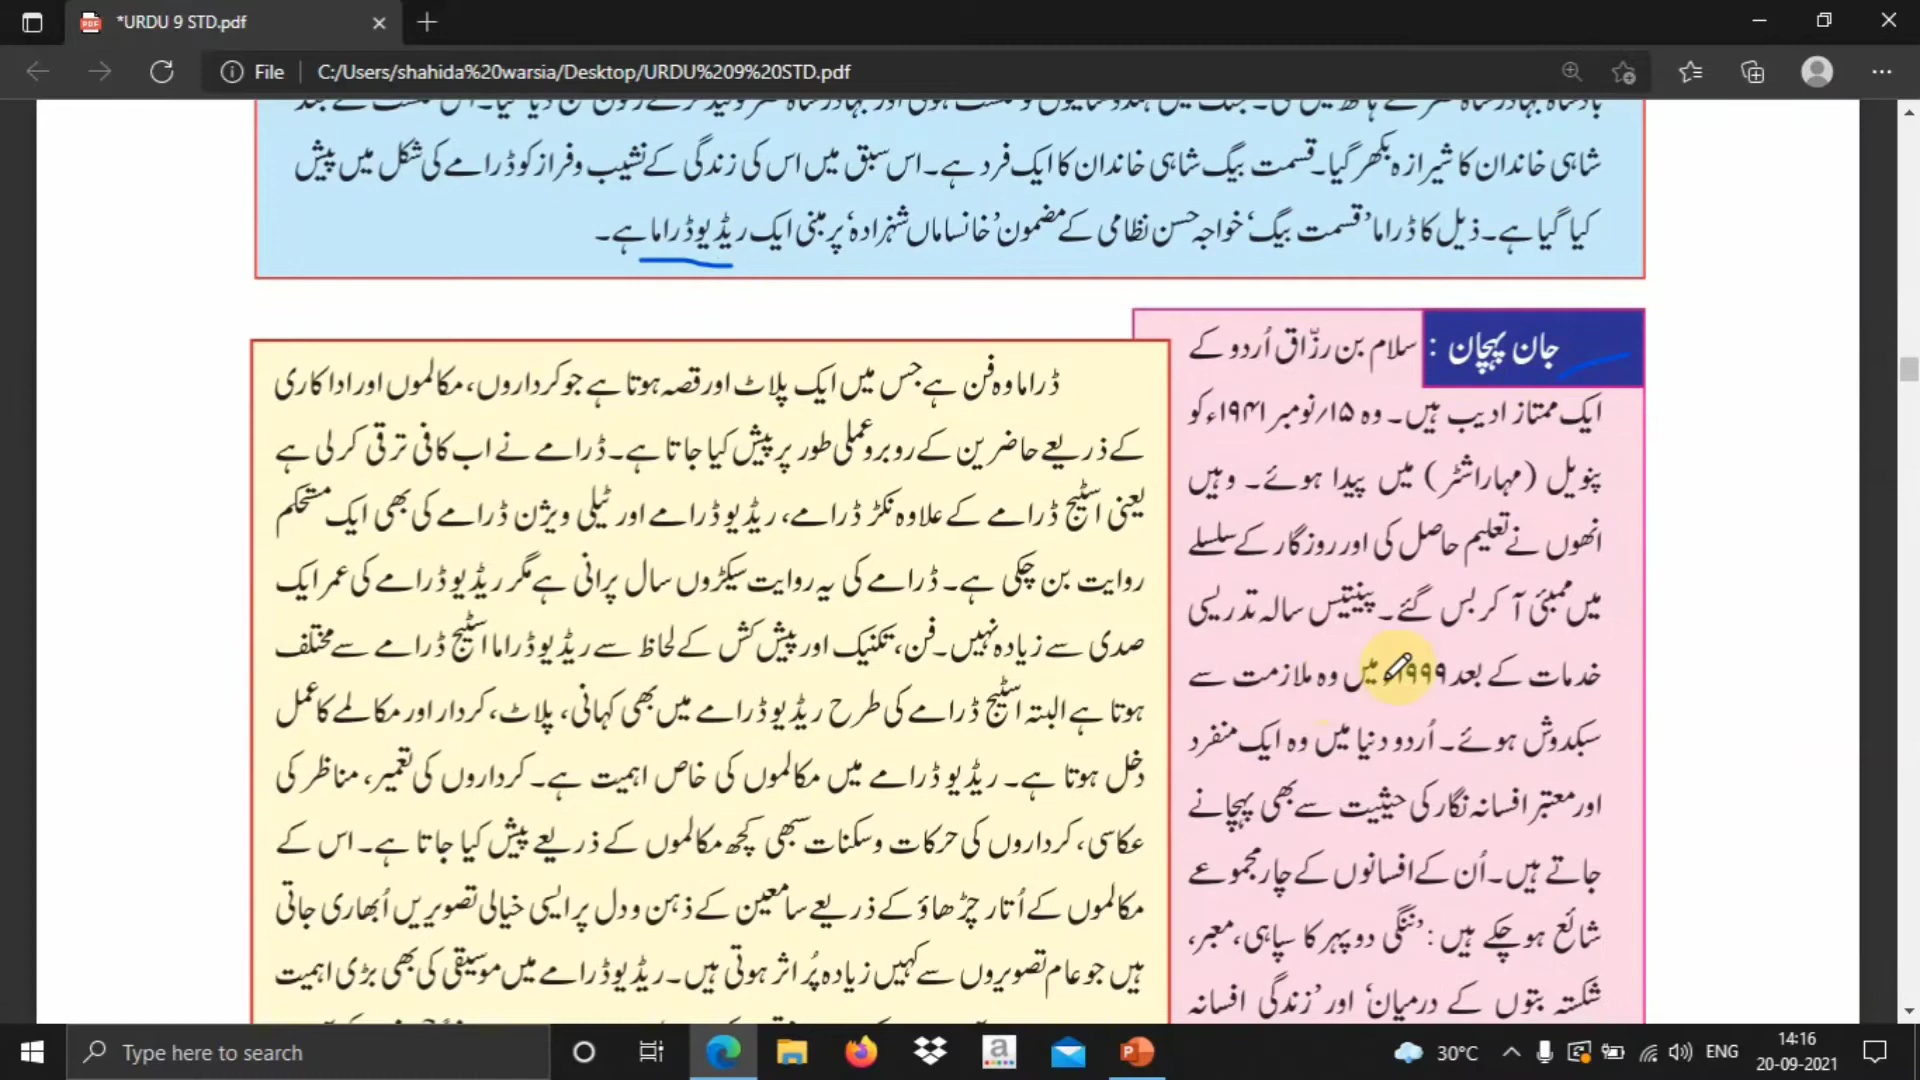 *URDU 9 STD.pdf
File
C:/Users/shahida%20warsia/Desktop/URDU%209%20STD.pdf
شاہی خاندان کا شیرازہ بکھر گیا۔ قسمت بیگ شاہی خاندان کا ایک فرد ہے۔ اس سبق میں اس کی زندگی کے نشیب و فراز کو ڈرامے کی شکل میں پیش
کیا گیا ہے۔ ذیل کا ڈراما ’قسمت بیگ‘ خواجہ حسن نظامی کے مضمون ’خانساماں شہزادہ‘ پر مبنی ایک ریڈیو ڈراما ہے۔
جان پہچان : سلام بن رزّاق اُردو کے
ایک ممتاز ادیب ہیں۔ وہ ۱۵؍نومبر ۱۹۴۱ء کو
پنویل (مہاراشٹر) میں پیدا ہوئے۔ وہیں
انھوں نے تعلیم حاصل کی اور روزگار کے سلسلے
میں ممبئی آ کر بس گئے۔ پینتیس سالہ تدریسی
خدمات کے بعد ۱۹۹۹ء میں وہ ملازمت سے
سبکدوش ہوئے۔ اُردو دنیا میں وہ ایک منفرد
اور معتبر افسانہ نگار کی حیثیت سے بھی پہچانے
جاتے ہیں۔ اُن کے افسانوں کے چار مجموعے
شائع ہو چکے ہیں : ’ننگی دوپہر کا سپاہی، معبر،
شکستہ بتوں کے درمیان‘ اور ’زندگی افسانہ
ڈراما وہ فن ہے جس میں ایک پلاٹ اور قصہ ہوتا ہے جو کرداروں، مکالموں اور اداکاری
کے ذریعے حاضرین کے روبرو عملی طور پر پیش کیا جاتا ہے۔ ڈرامے نے اب کافی ترقی کر لی ہے
یعنی اسٹیج ڈرامے کے علاوہ نکڑ ڈرامے، ریڈیو ڈرامے اور ٹیلی ویژن ڈرامے کی بھی ایک مستحکم
روایت بن چکی ہے۔ ڈرامے کی یہ روایت سیکڑوں سال پرانی ہے مگر ریڈیو ڈرامے کی عمر ایک
صدی سے زیادہ نہیں۔ فن، تکنیک اور پیش کش کے لحاظ سے ریڈیو ڈراما اسٹیج ڈرامے سے مختلف
ہوتا ہے البتہ اسٹیج ڈرامے کی طرح ریڈیو ڈرامے میں بھی کہانی، پلاٹ، کردار اور مکالمے کا عمل
دخل ہوتا ہے۔ ریڈیو ڈرامے میں مکالموں کی خاص اہمیت ہے۔ کرداروں کی تعمیر، مناظر کی
عکاسی، کرداروں کی حرکات و سکنات سبھی کچھ مکالموں کے ذریعے پیش کیا جاتا ہے۔ اس کے
مکالموں کے اُتار چڑھاؤ کے ذریعے سامعین کے ذہن و دل پر ایسی خیالی تصویریں اُبھاری جاتی
ہیں جو عام تصویروں سے کہیں زیادہ پُر اثر ہوتی ہیں۔ ریڈیو ڈرامے میں موسیقی کی بھی بڑی اہمیت
Type here to search
30°C
ENG
14:16
20-09-2021